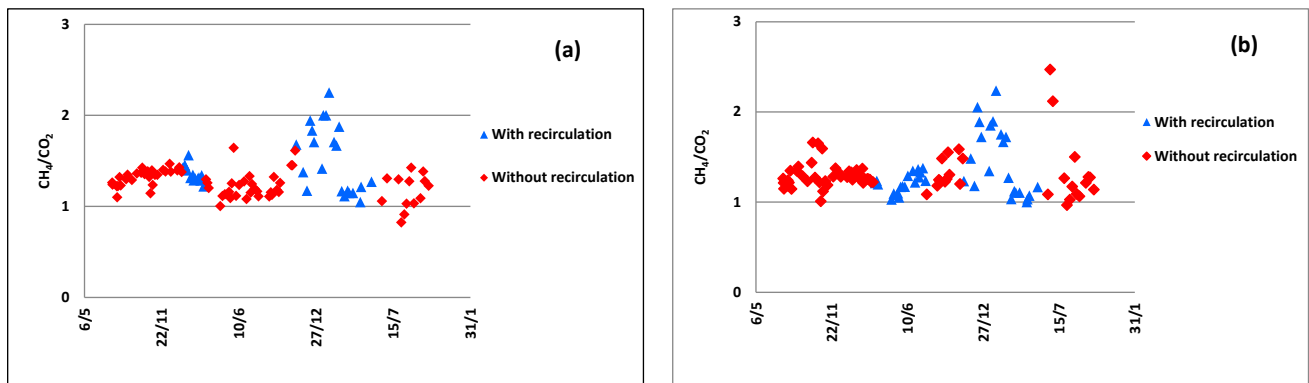 3
(a)
2
CH₄/CO₂
With recirculation
1
Without recirculation
0
6/5
22/11
10/6
27/12
15/7
31/1
3
(b)
2
CH₄/CO₂
With recirculation
1
Without recirculation
0
6/5
22/11
10/6
27/12
15/7
31/1